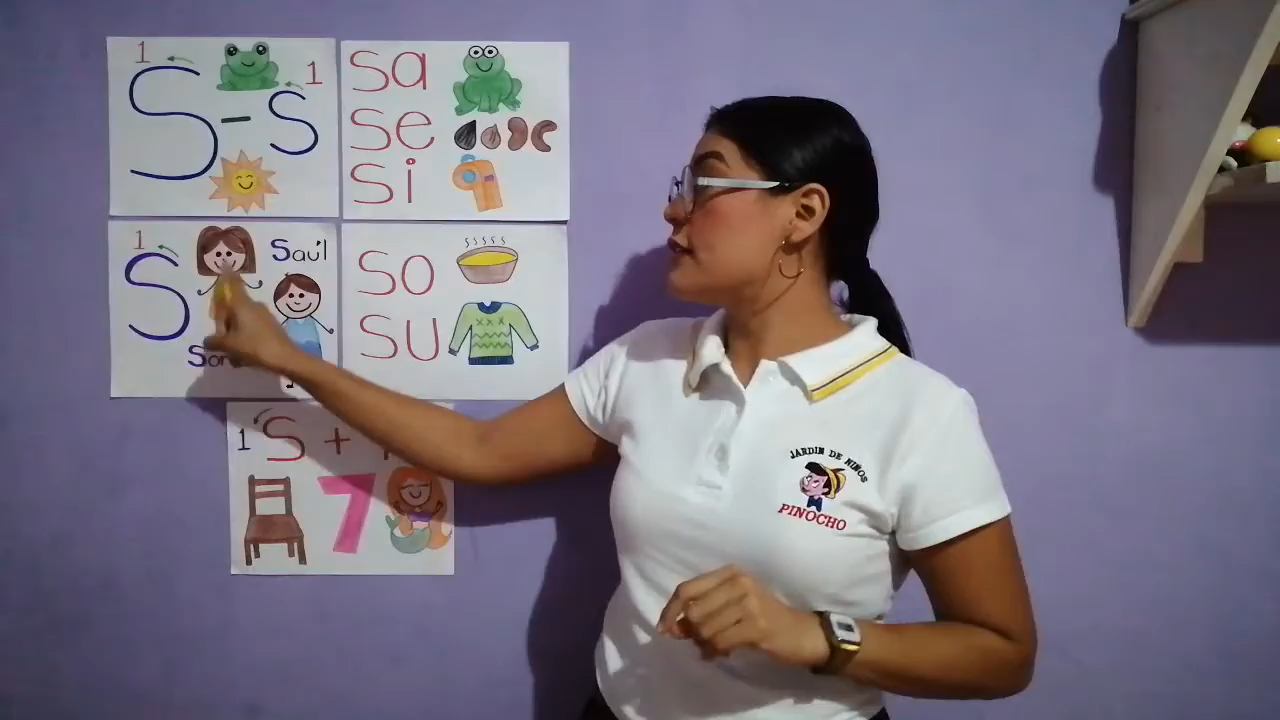 1
1
S - s
sa
se
si
1
S
Saúl
so
su
1 S +
7
JARDIN DE NIÑOS
PINOCHO